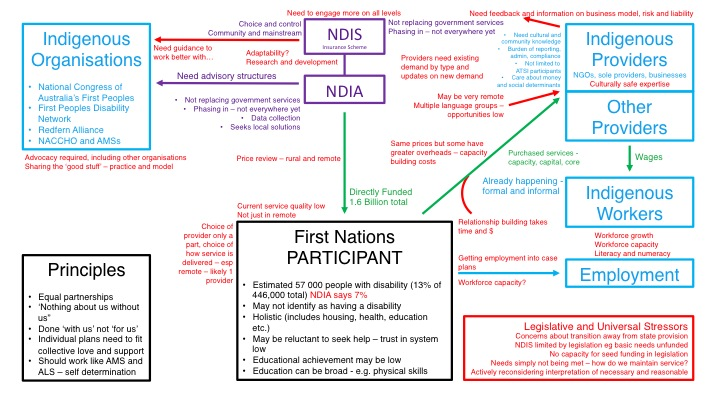 Need to engage more on all levels
Need feedback and information on business model, risk and liability
Indigenous
Organisations
National Congress of
Australia's First Peoples
First Peoples Disability
Network
Redfern Alliance
NACCHO and AMSs
Advocacy required, including other organisations
Sharing the 'good stuff' – practice and model
Choice and control
Community and mainstream
Need guidance to
work better with…
Adaptability?
Research and development
Need advisory structures
Not replacing government services
Phasing in – not everywhere yet
Data collection
Seeks local solutions
NDIS
Insurance Scheme
NDIA
Not replacing government services
Phasing in – not everywhere yet
Providers need existing
demand by type and
updates on new demand
Need cultural and
community knowledge
Burden of reporting,
admin, compliance
Not limited to
ATSI participants
Care about money
and social determinants
Indigenous
Providers
NGOs, sole providers, businesses
Culturally safe expertise
Other
Providers
May be very remote
Multiple language groups –
opportunities low
Same prices but some have
greater overheads – capacity
building costs
Purchased services -
capacity, capital, core
Wages
Price review – rural and remote
Directly Funded
1.6 Billion total
Already happening -
formal and informal
Indigenous
Workers
Current service quality low
Not just in remote
Choice of
provider only a
part, choice of
how service is
delivered – esp
remote – likely 1
provider
Relationship building takes
time and $
Workforce growth
Workforce capacity
Literacy and numeracy
Getting employment into case
plans
Workforce capacity?
Employment
Principles
Equal partnerships
'Nothing about us without
us"
Done 'with us' not 'for us'
Individual plans need to fit
collective love and support
Should work like AMS and
ALS – self determination
First Nations
PARTICIPANT
Estimated 57 000 people with disability (13% of
446,000 total) NDIA says 7%
May not identify as having a disability
Holistic (includes housing, health, education
etc.)
May be reluctant to seek help – trust in system
low
Educational achievement may be low
Education can be broad - e.g. physical skills
Legislative and Universal Stressors
Concerns about transition away from state provision
NDIS limited by legislation eg basic needs unfunded
No capacity for seed funding in legislation
Needs simply not being met – how do we maintain service?
Actively reconsidering interpretation of necessary and reasonable